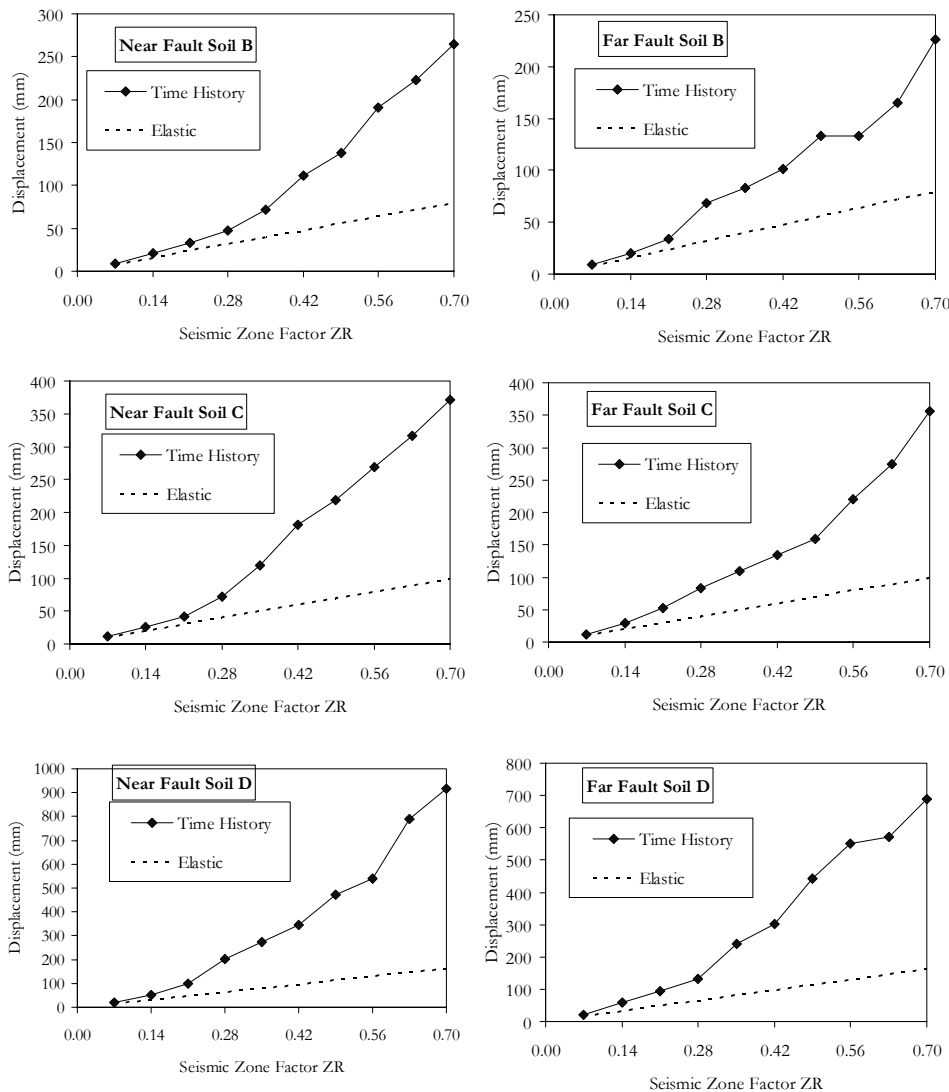 Near Fault Soil B
Time History
Elastic
Displacement (mm)
300
250
200
150
100
50
0
0.00 0.14 0.28 0.42 0.56 0.70
Seismic Zone Factor ZR
Far Fault Soil B
Time History
Elastic
Displacement (mm)
250
200
150
100
50
0
0.00 0.14 0.28 0.42 0.56 0.70
Seismic Zone Factor ZR
Near Fault Soil C
Time History
Elastic
Displacement (mm)
400
350
300
250
200
150
100
50
0
0.00 0.14 0.28 0.42 0.56 0.70
Seismic Zone Factor ZR
Far Fault Soil C
Time History
Elastic
Displacement (mm)
400
350
300
250
200
150
100
50
0
0.00 0.14 0.28 0.42 0.56 0.70
Seismic Zone Factor ZR
Near Fault Soil D
Time History
Elastic
Displacement (mm)
1000
900
800
700
600
500
400
300
200
100
0
0.00 0.14 0.28 0.42 0.56 0.70
Seismic Zone Factor ZR
Far Fault Soil D
Time History
Elastic
Displacement (mm)
800
700
600
500
400
300
200
100
0
0.00 0.14 0.28 0.42 0.56 0.70
Seismic Zone Factor ZR